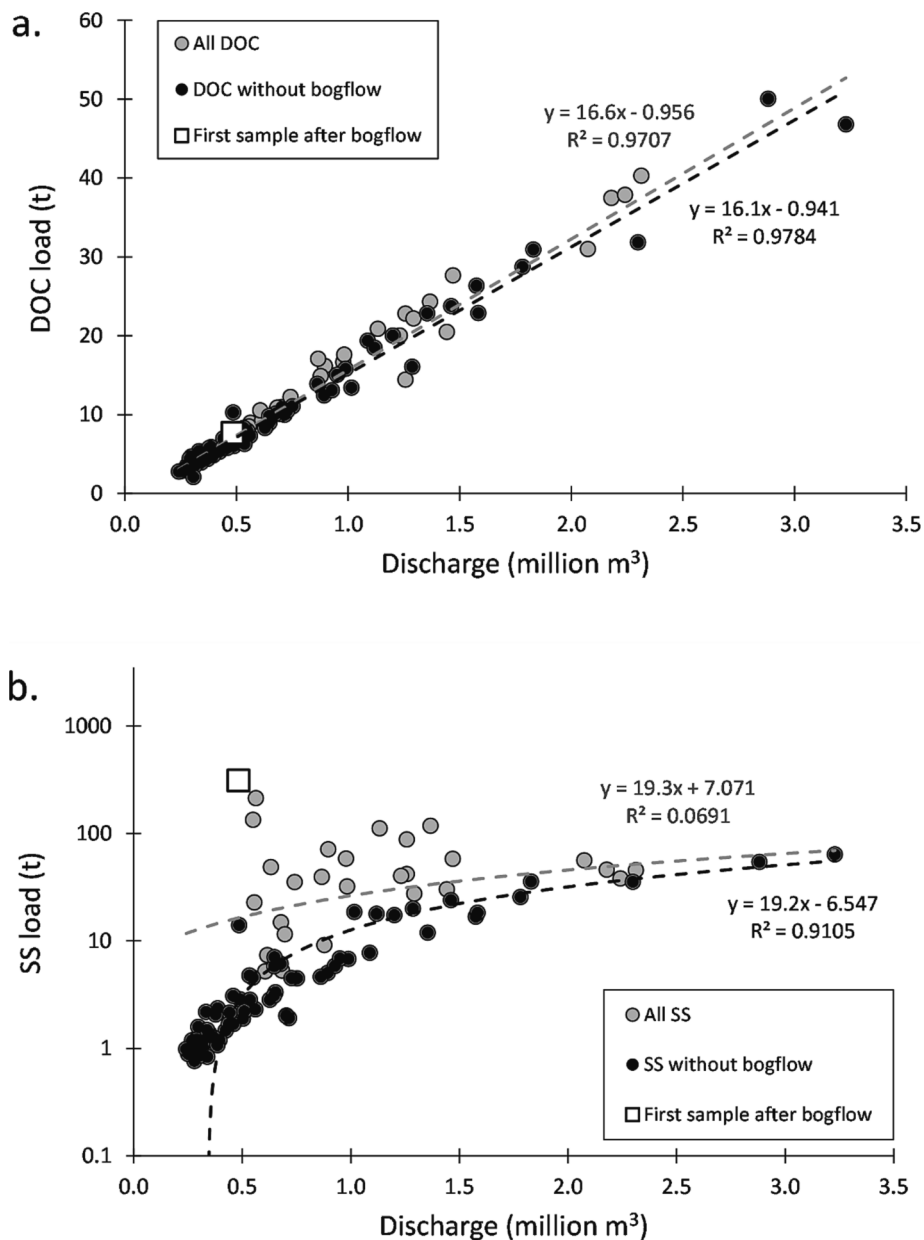 a.
60
50
40
30
20
10
0
DOC load (t)
All DOC
DOC without bogflow
First sample after bogflow
y = 16.6x - 0.956
R² = 0.9707
y = 16.1x - 0.941
R² = 0.9784
0.0 0.5 1.0 1.5 2.0 2.5 3.0 3.5
Discharge (million m³)
b.
1000
100
10
1
0.1
SS load (t)
y = 19.3x + 7.071
R² = 0.0691
y = 19.2x - 6.547
R² = 0.9105
All SS
SS without bogflow
First sample after bogflow
0.0 0.5 1.0 1.5 2.0 2.5 3.0 3.5
Discharge (million m³)